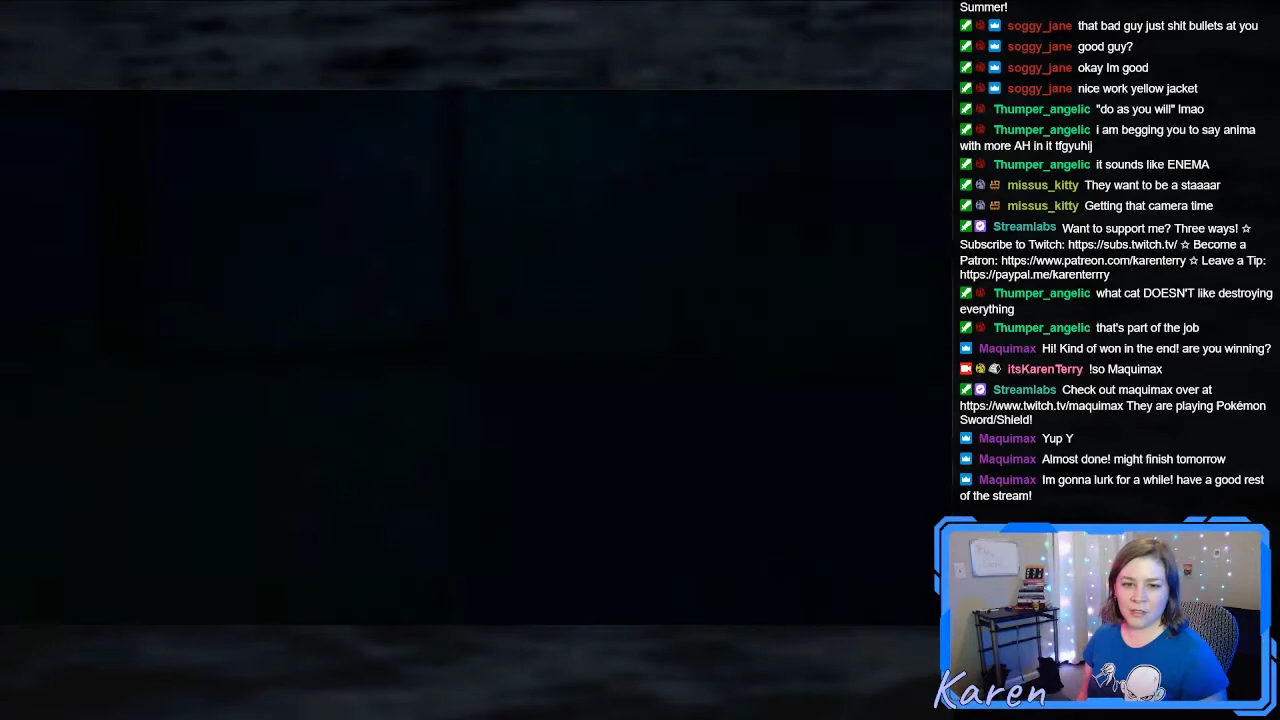 Summer!
soggy_jane that bad guy just shit bullets at you
soggy_jane good guy?
soggy_jane okay Im good
soggy_jane nice work yellow jacket
Thumper_angelic "do as you will" lmao
Thumper_angelic i am begging you to say anima
with more AH in it tfgyuhij
Thumper_angelic it sounds like ENEMA
missus_kitty They want to be a staaaar
missus_kitty Getting that camera time
Streamlabs Want to support me? Three ways! ☆
Subscribe to Twitch: https://subs.twitch.tv/ ☆ Become a
Patron: https://www.patreon.com/karenterry ☆ Leave a Tip:
https://paypal.me/karenterrry
Thumper_angelic what cat DOESN'T like destroying
everything
Thumper_angelic that's part of the job
Maquimax Hi! Kind of won in the end! are you winning?
itsKarenTerry !so Maquimax
Streamlabs Check out maquimax over at
https://www.twitch.tv/maquimax They are playing Pokémon
Sword/Shield!
Maquimax Yup Y
Maquimax Almost done! might finish tomorrow
Maquimax Im gonna lurk for a while! have a good rest
of the stream!
Karen